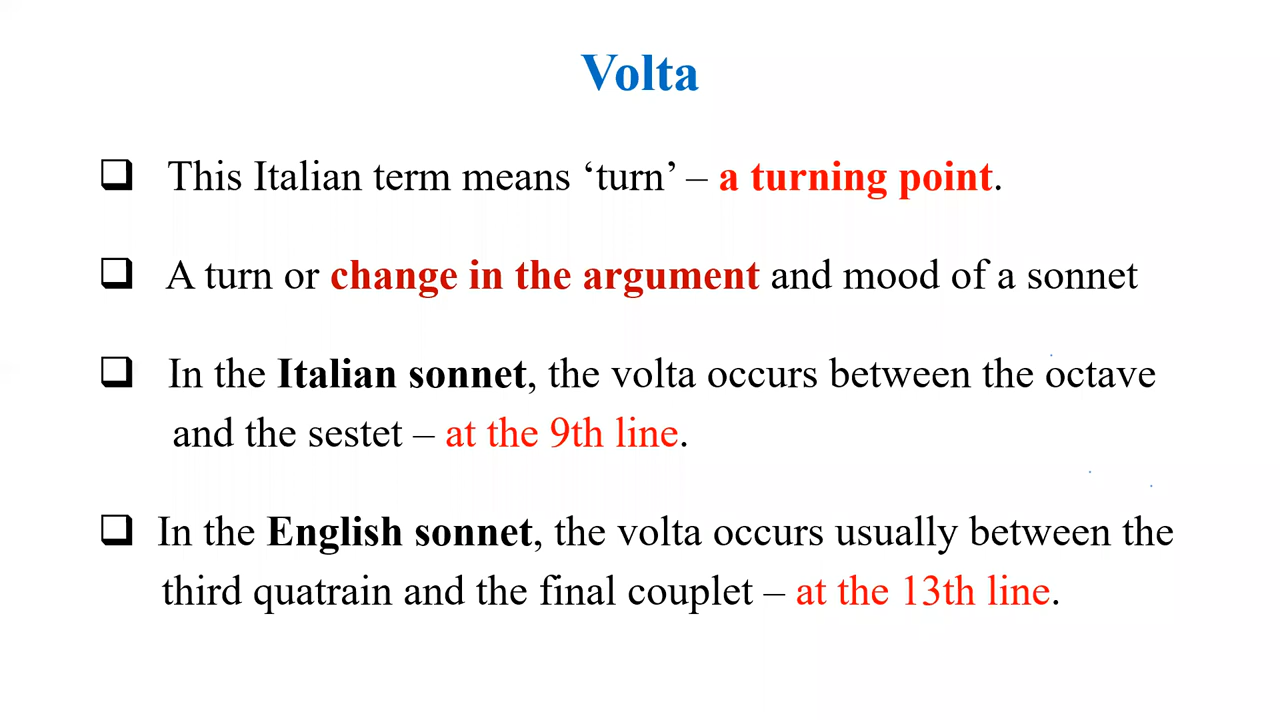 Volta
❑ This Italian term means ‘turn’ – a turning point.
❑ A turn or change in the argument and mood of a sonnet
❑ In the Italian sonnet, the volta occurs between the octave
and the sestet – at the 9th line.
❑ In the English sonnet, the volta occurs usually between the
third quatrain and the final couplet – at the 13th line.